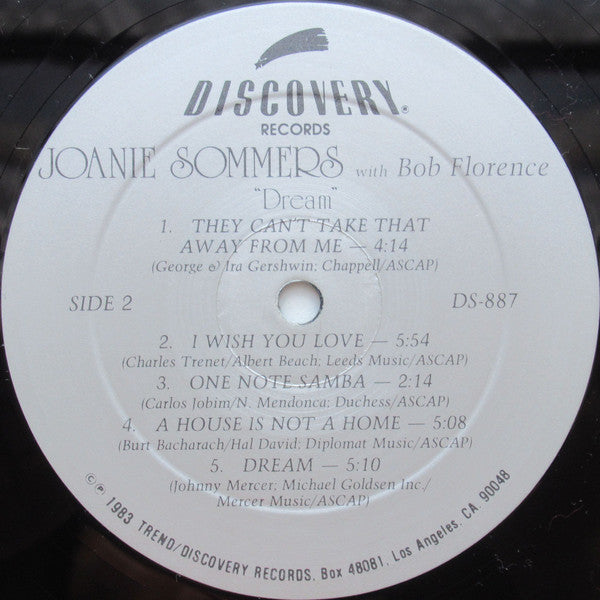 DISCOVERY®
RECORDS
JOANIE SOMMERS with Bob Florence
"Dream"
1. THEY CAN'T TAKE THAT
AWAY FROM ME — 4:14
(George & Ira Gershwin; Chappell/ASCAP)
SIDE 2
DS-887
2. I WISH YOU LOVE — 5:54
(Charles Trenet/Albert Beach; Leeds Music/ASCAP)
3. ONE NOTE SAMBA — 2:14
(Carlos Jobim/N. Mendonca; Duchess/ASCAP)
4. A HOUSE IS NOT A HOME — 5:08
(Burt Bacharach/Hal David; Diplomat Music/ASCAP)
5. DREAM — 5:10
(Johnny Mercer; Michael Goldsen Inc./
Mercer Music/ASCAP)
©℗ 1983 TREND/DISCOVERY RECORDS. Box 48081, Los Angeles, CA. 90048